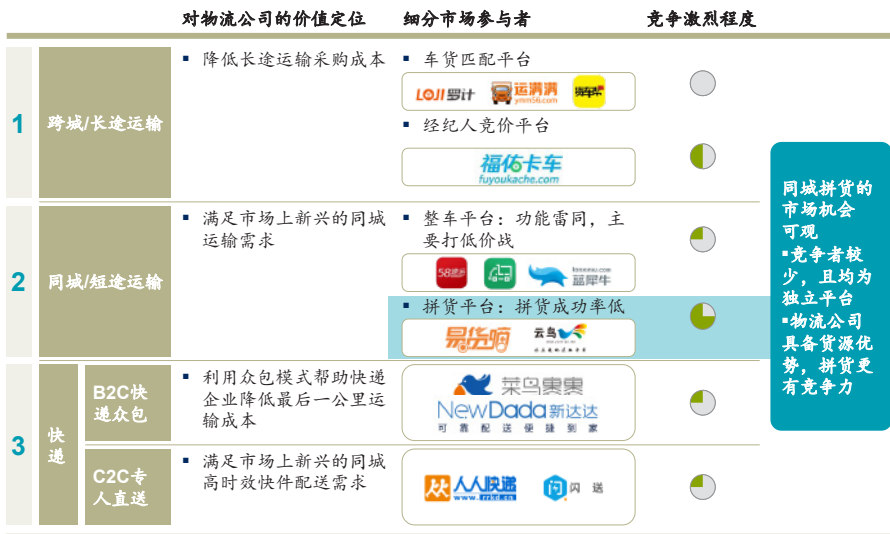 对物流公司的价值定位
细分市场参与者
竞争激烈程度
1
跨城/长途运输
▪ 降低长途运输采购成本
▪ 车货匹配平台
LOJI 罗计
运满满
ymm56.com
▪ 经纪人竞价平台
福佑卡车
fuyoukache.com
2
同城/短途运输
▪ 满足市场上新兴的同城
运输需求
▪ 整车平台：功能雷同，主
要打低价战
58速步
蓝犀牛
▪ 拼货平台：拼货成功率低
易货嘀
云鸟
3
快
递
B2C快
递众包
▪ 利用众包模式帮助快递
企业降低最后一公里运
输成本
菜鸟裹裹
NewDada新达达
可靠配送便捷到家
C2C专
人直送
▪ 满足市场上新兴的同城
高时效快件配送需求
人人快递
www.rrkd.cn
闪送
同城拼货的
市场机会
可观
▪竞争者较
少，且均为
独立平台
▪物流公司
具备货源优
势，拼货更
有竞争力